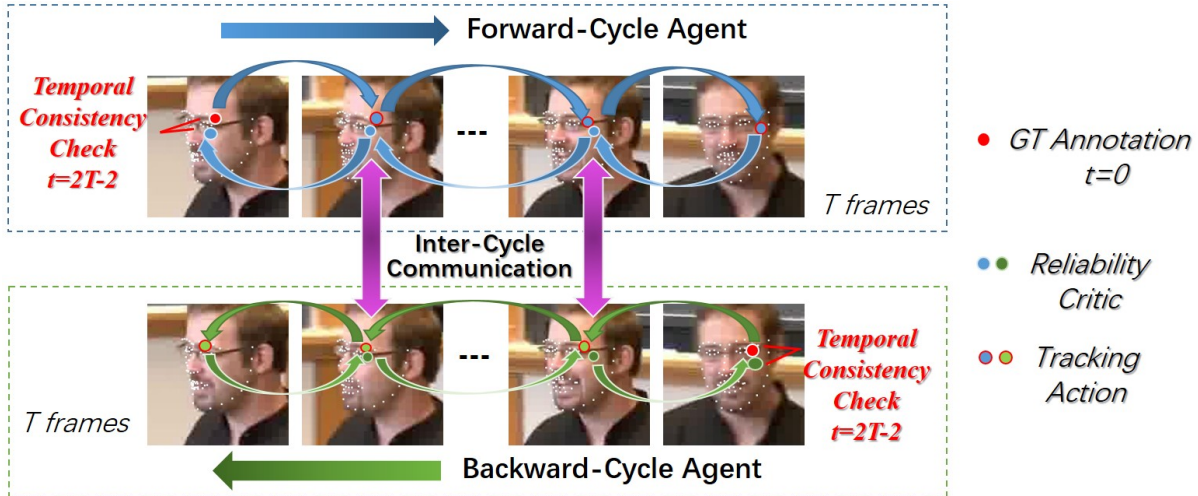 Forward-Cycle Agent
Temporal
Consistency
Check
t=2T-2
---
T frames
Inter-Cycle
Communication
---
Temporal
Consistency
Check
t=2T-2
T frames
Backward-Cycle Agent
GT Annotation
t=0
Reliability
Critic
Tracking
Action